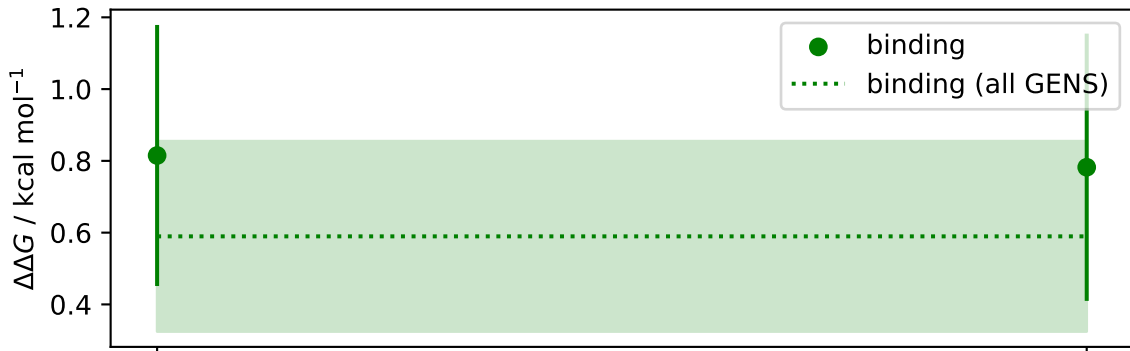 1.2
1.0
0.8
0.6
0.4
ΔΔG / kcal mol⁻¹
binding
binding (all GENS)